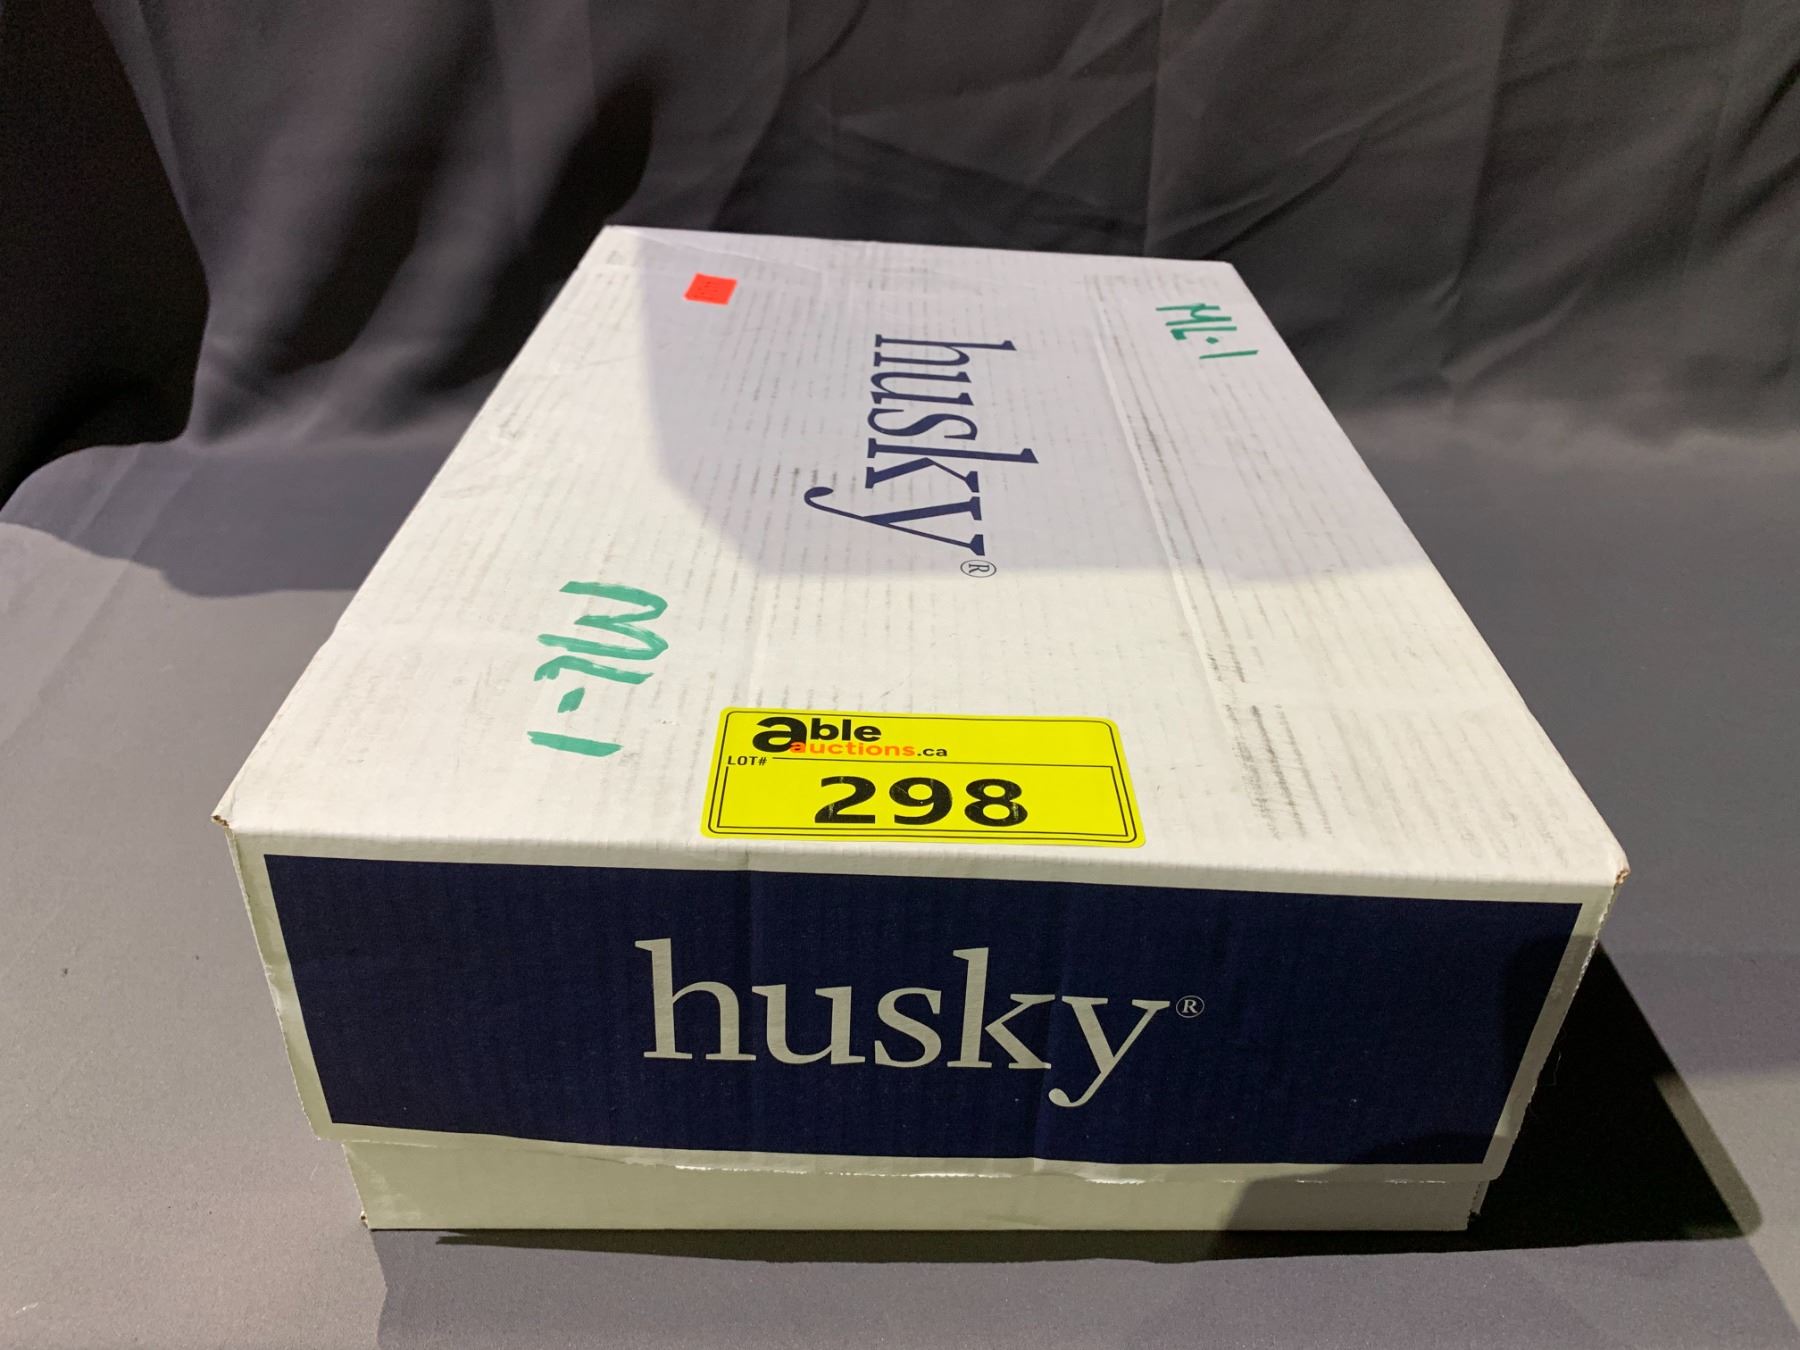 ML·1
husky®
ML-1
able
auctions.ca
LOT#
298
husky®